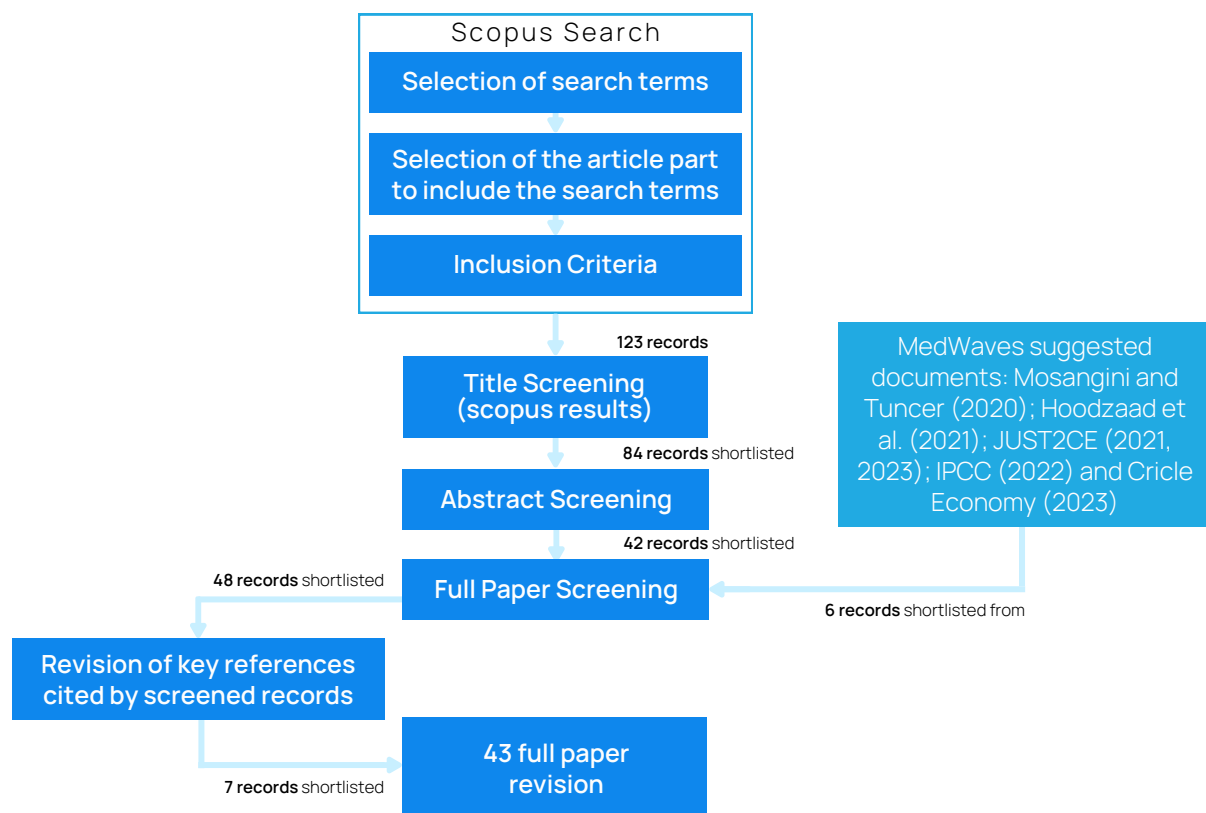 Scopus Search
Selection of search terms
Selection of the article part
to include the search terms
Inclusion Criteria
123 records
Title Screening
(scopus results)
84 records shortlisted
Abstract Screening
42 records shortlisted
MedWaves suggested
documents: Mosangini and
Tuncer (2020); Hoodzaad et
al. (2021); JUST2CE (2021,
2023); IPCC (2022) and Cricle
Economy (2023)
6 records shortlisted from
Full Paper Screening
48 records shortlisted
Revision of key references
cited by screened records
7 records shortlisted
43 full paper
revision